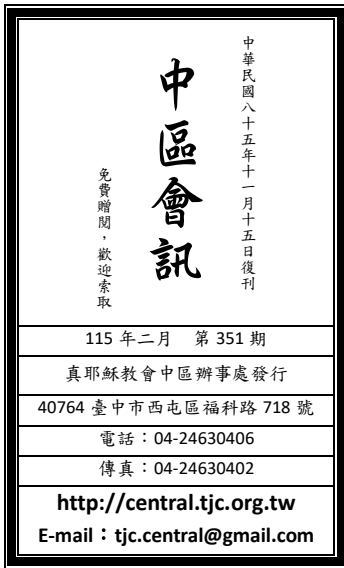 中華民國八十五年十一月十五日復刊
中區會訊
免費贈閱，歡迎索取
115 年二月 第 351 期
真耶穌教會中區辦事處發行
40764 臺中市西屯區福科路 718 號
電話：04-24630406
傳真：04-24630402
http://central.tjc.org.tw
E-mail：tjc.central@gmail.com